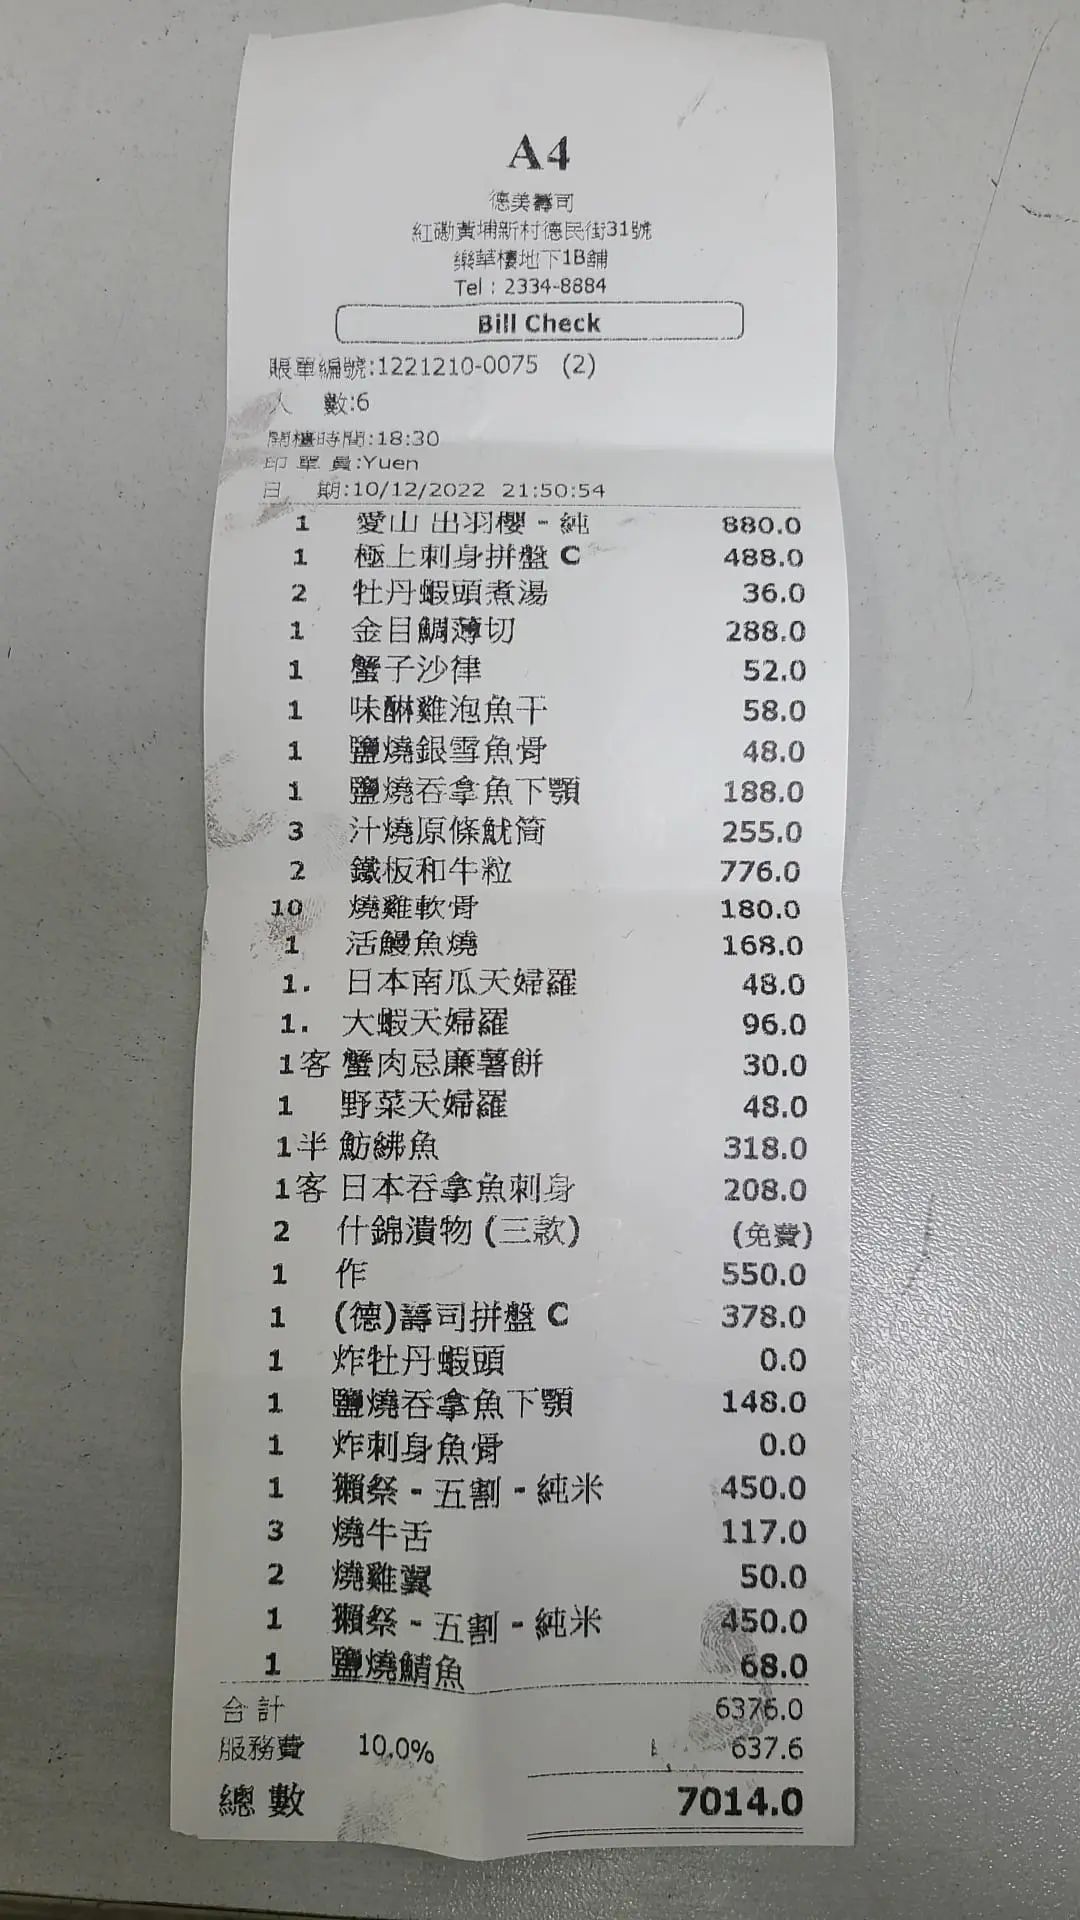 A4
德美壽司
紅磡黃埔新村德民街31號
樂華樓地下1B舖
Tel : 2334-8884
Bill Check
賬單編號:1221210-0075 (2)
人 數:6
開檯時間:18:30
印單員:Yuen
日 期:10/12/2022 21:50:54
1 愛山 出羽櫻 - 純 880.0
1 極上刺身拼盤 C 488.0
2 牡丹蝦頭煮湯 36.0
1 金目鯛薄切 288.0
1 蟹子沙律 52.0
1 味醂雞泡魚干 58.0
1 鹽燒銀雪魚骨 48.0
1 鹽燒吞拿魚下顎 188.0
3 汁燒原條魷筒 255.0
2 鐵板和牛粒 776.0
10 燒雞軟骨 180.0
1 活鰻魚燒 168.0
1. 日本南瓜天婦羅 48.0
1. 大蝦天婦羅 96.0
1客 蟹肉忌廉薯餅 30.0
1 野菜天婦羅 48.0
1半 魴鮄魚 318.0
1客 日本吞拿魚刺身 208.0
2 什錦漬物 (三款) (免費)
1 作 550.0
1 (德)壽司拼盤 C 378.0
1 炸牡丹蝦頭 0.0
1 鹽燒吞拿魚下顎 148.0
1 炸刺身魚骨 0.0
1 獺祭 - 五割 - 純米 450.0
3 燒牛舌 117.0
2 燒雞翼 50.0
1 獺祭 - 五割 - 純米 450.0
1 鹽燒鯖魚 68.0
合計 6376.0
服務費 10.0% 637.6
總數 7014.0